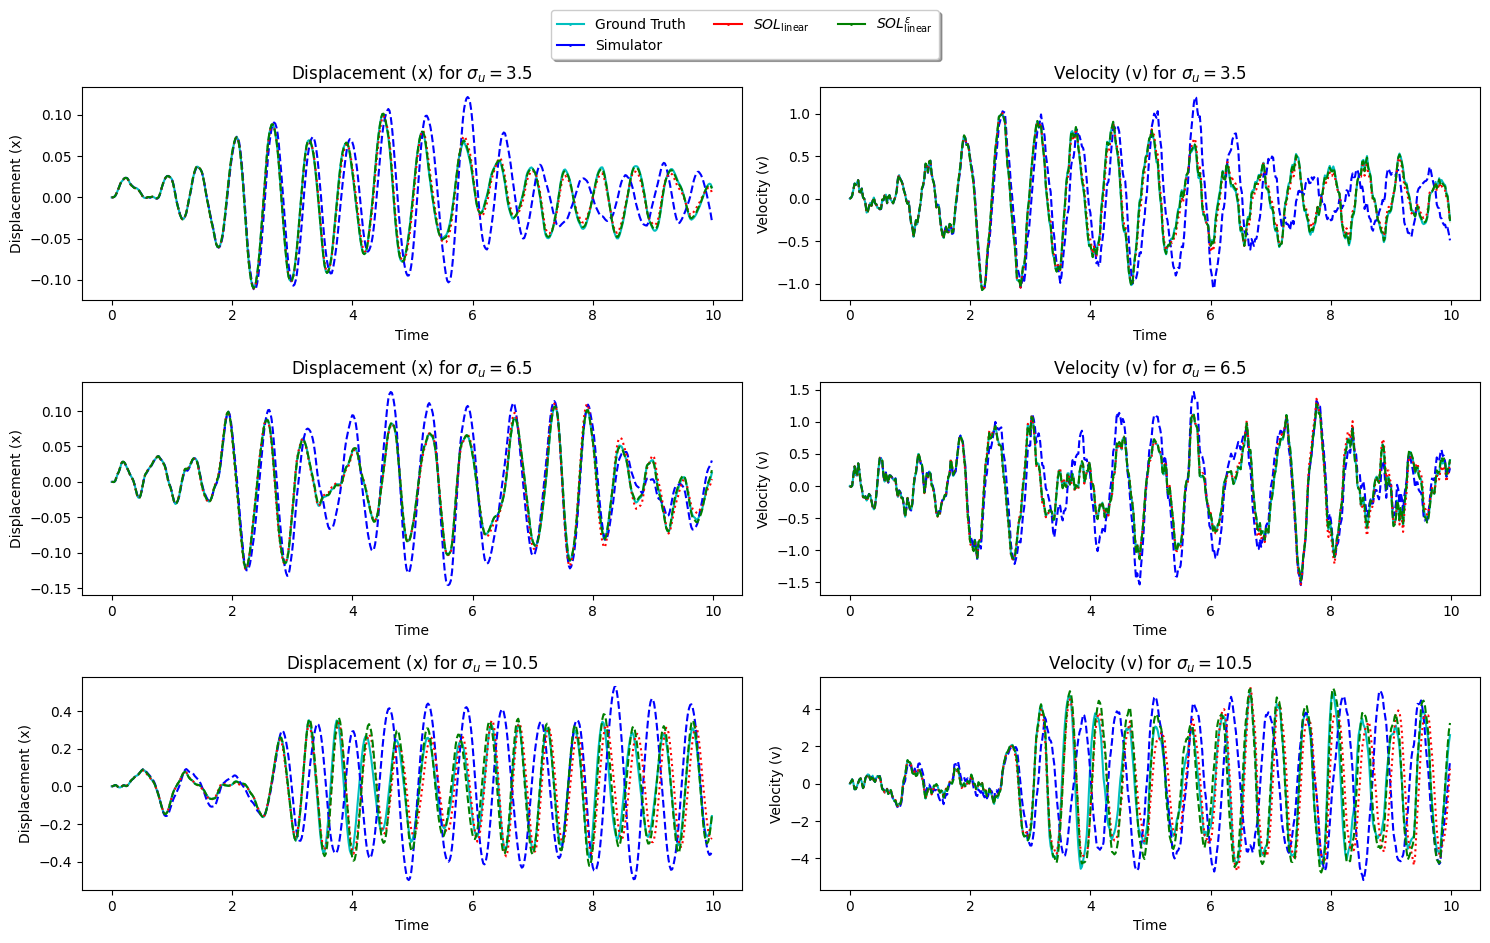 Ground Truth SOL_linear SOL^ε_linear
Simulator
Displacement (x) for σ_u = 3.5
Displacement (x)
0.10
0.05
0.00
−0.05
−0.10
0 2 4 6 8 10
Time
Velocity (v) for σ_u = 3.5
Velocity (v)
1.0
0.5
0.0
−0.5
−1.0
0 2 4 6 8 10
Time
Displacement (x) for σ_u = 6.5
Displacement (x)
0.10
0.05
0.00
−0.05
−0.10
−0.15
0 2 4 6 8 10
Time
Velocity (v) for σ_u = 6.5
Velocity (v)
1.5
1.0
0.5
0.0
−0.5
−1.0
−1.5
0 2 4 6 8 10
Time
Displacement (x) for σ_u = 10.5
Displacement (x)
0.4
0.2
0.0
−0.2
−0.4
0 2 4 6 8 10
Time
Velocity (v) for σ_u = 10.5
Velocity (v)
4
2
0
−2
−4
0 2 4 6 8 10
Time